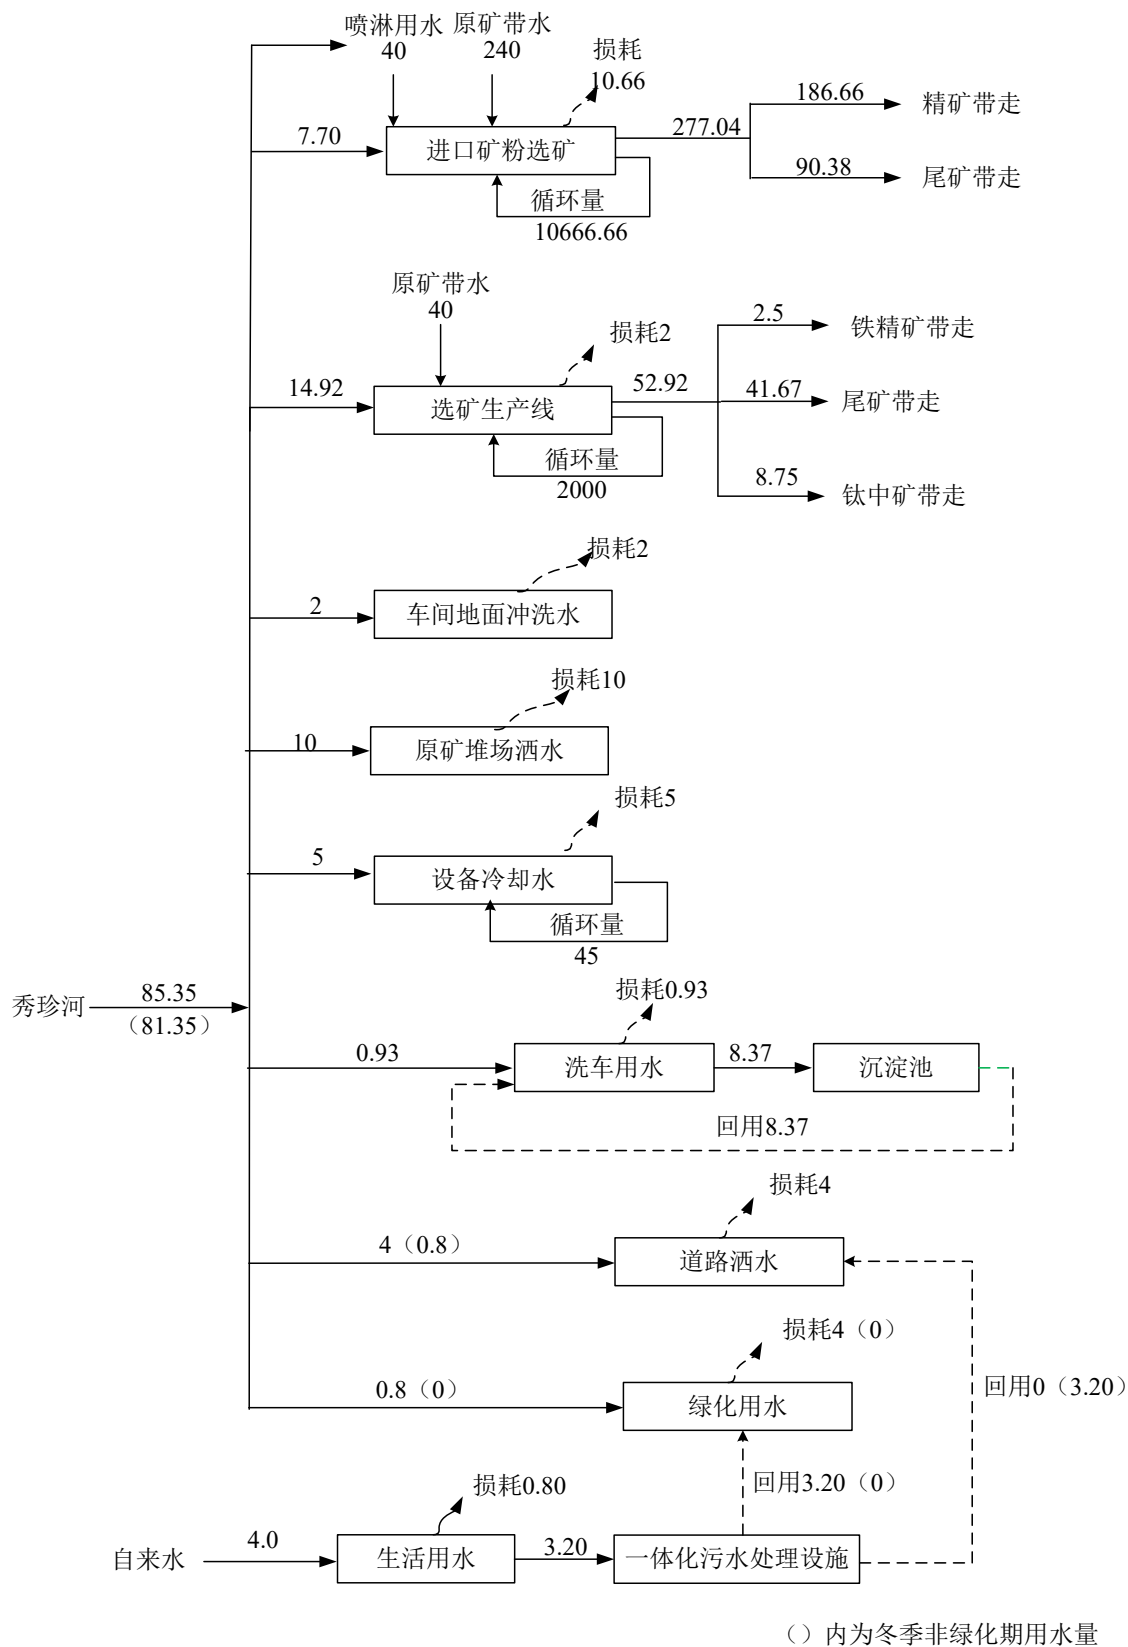 喷淋用水
40
原矿带水
240
损耗
10.66
7.70
进口矿粉选矿
277.04
186.66
精矿带走
90.38
尾矿带走
循环量
10666.66
原矿带水
40
损耗2
14.92
选矿生产线
52.92
2.5
铁精矿带走
41.67
尾矿带走
8.75
钛中矿带走
循环量
2000
损耗2
2
车间地面冲洗水
损耗10
10
原矿堆场洒水
损耗5
5
设备冷却水
循环量
45
秀珍河
85.35
（81.35）
损耗0.93
0.93
洗车用水
8.37
沉淀池
回用8.37
损耗4
4（0.8）
道路洒水
损耗4（0）
0.8（0）
绿化用水
回用0（3.20）
回用3.20（0）
损耗0.80
自来水
4.0
生活用水
3.20
一体化污水处理设施
（）内为冬季非绿化期用水量